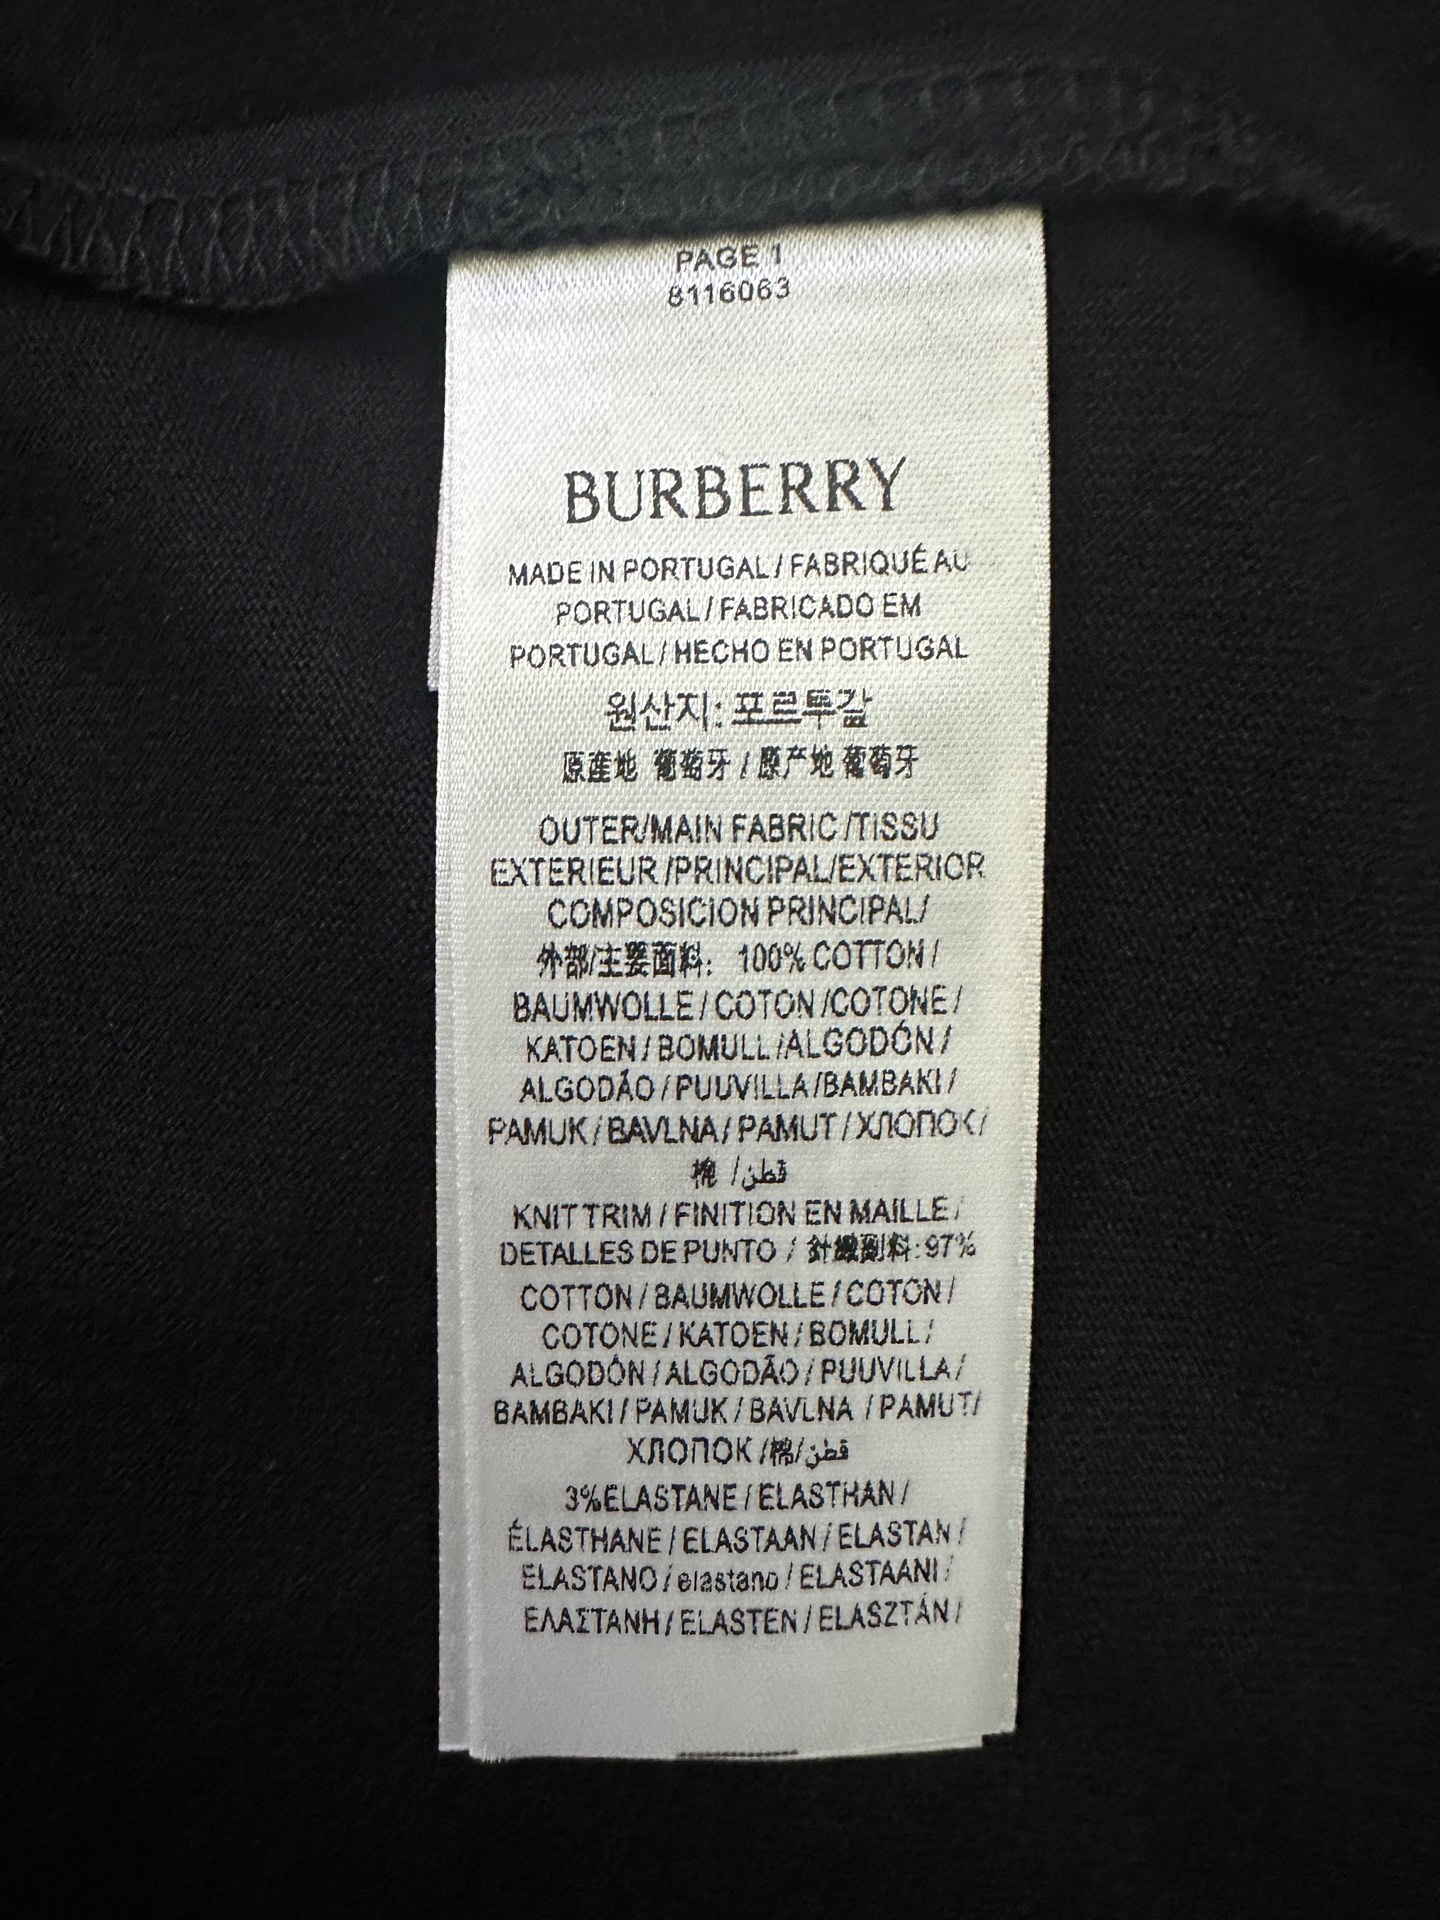 PAGE 1
8116063
BURBERRY
MADE IN PORTUGAL / FABRIQUÉ AU
PORTUGAL / FABRICADO EM
PORTUGAL / HECHO EN PORTUGAL
원산지: 포르투갈
原産地 葡萄牙 / 原产地 葡萄牙
OUTER/MAIN FABRIC /TISSU
EXTERIEUR /PRINCIPAL/EXTERIOR
COMPOSICION PRINCIPAL/
外部/主要面料: 100% COTTON /
BAUMWOLLE / COTON /COTONE /
KATOEN / BOMULL /ALGODÓN /
ALGODÃO / PUUVILLA /BAMBAKI /
PAMUK / BAVLNA / PAMUT / ХЛОПОК /
棉 / قطن
KNIT TRIM / FINITION EN MAILLE /
DETALLES DE PUNTO / 針織副料: 97%
COTTON / BAUMWOLLE / COTON /
COTONE / KATOEN / BOMULL /
ALGODÓN / ALGODÃO / PUUVILLA /
BAMBAKI / PAMUK / BAVLNA / PAMUT/
ХЛОПОК /棉/ قطن
3%ELASTANE / ELASTHAN /
ÉLASTHANE / ELASTAAN / ELASTAN /
ELASTANO / elastano / ELASTAANI /
ΕΛΑΣΤΑΝΗ / ELASTEN / ELASZTÁN /